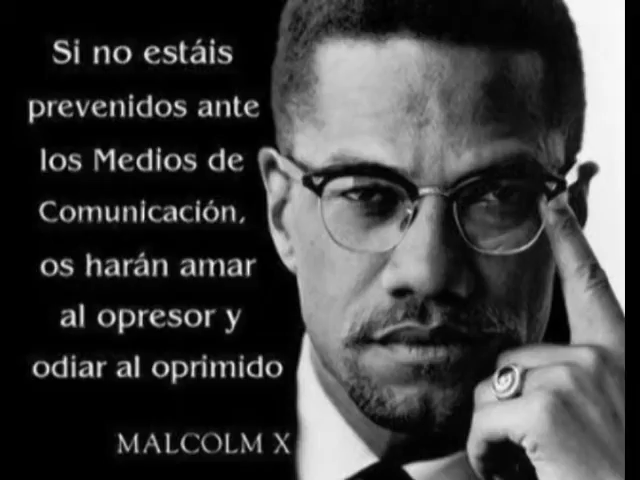 Si no estáis
prevenidos ante
los Medios de
Comunicación,
os harán amar
al opresor y
odiar al oprimido
MALCOLM X